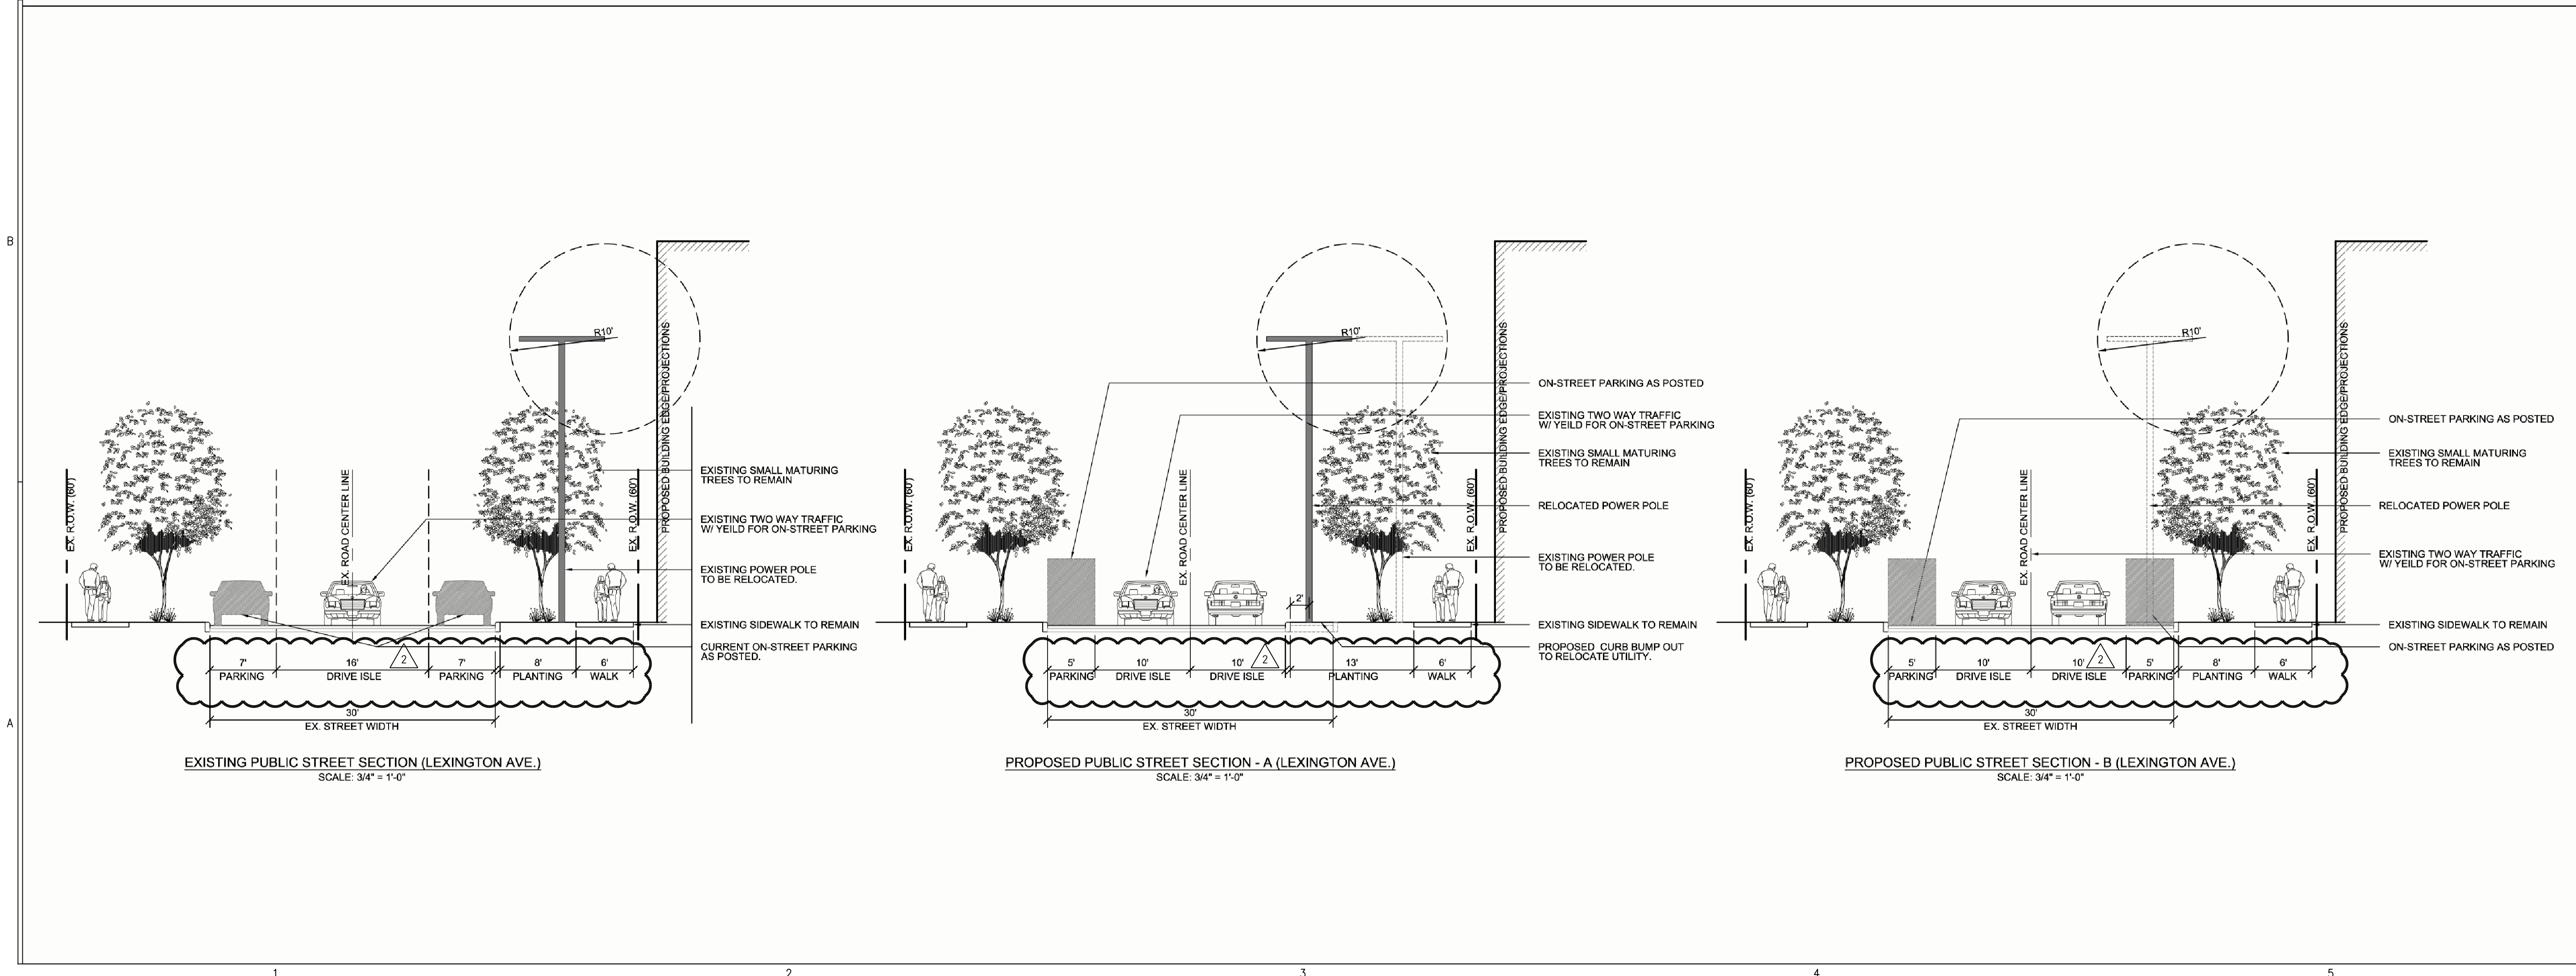 B
A
1
2
3
4
5
EX. R.O.W. (60')
EX. ROAD CENTER LINE
R10'
EX. R.O.W. (60')
PROPOSED BUILDING EDGE/PROJECTIONS
EXISTING SMALL MATURING
TREES TO REMAIN
EXISTING TWO WAY TRAFFIC
W/ YEILD FOR ON-STREET PARKING
EXISTING POWER POLE
TO BE RELOCATED.
EXISTING SIDEWALK TO REMAIN
CURRENT ON-STREET PARKING
AS POSTED.
7' 16' 2 7' 8' 6'
PARKING DRIVE ISLE PARKING PLANTING WALK
30'
EX. STREET WIDTH
EXISTING PUBLIC STREET SECTION (LEXINGTON AVE.)
SCALE: 3/4" = 1'-0"
EX. R.O.W. (60')
EX. ROAD CENTER LINE
R10'
2'
EX. R.O.W. (60')
PROPOSED BUILDING EDGE/PROJECTIONS
ON-STREET PARKING AS POSTED
EXISTING TWO WAY TRAFFIC
W/ YEILD FOR ON-STREET PARKING
EXISTING SMALL MATURING
TREES TO REMAIN
RELOCATED POWER POLE
EXISTING POWER POLE
TO BE RELOCATED.
EXISTING SIDEWALK TO REMAIN
PROPOSED CURB BUMP OUT
TO RELOCATE UTILITY.
5' 10' 10' 2 13' 6'
PARKING DRIVE ISLE DRIVE ISLE PLANTING WALK
30'
EX. STREET WIDTH
PROPOSED PUBLIC STREET SECTION - A (LEXINGTON AVE.)
SCALE: 3/4" = 1'-0"
EX. R.O.W. (60')
EX. ROAD CENTER LINE
R10'
EX. R.O.W. (60')
PROPOSED BUILDING EDGE/PROJECTIONS
ON-STREET PARKING AS POSTED
EXISTING SMALL MATURING
TREES TO REMAIN
RELOCATED POWER POLE
EXISTING TWO WAY TRAFFIC
W/ YEILD FOR ON-STREET PARKING
EXISTING SIDEWALK TO REMAIN
ON-STREET PARKING AS POSTED
5' 10' 10' 2 5' 8' 6'
PARKING DRIVE ISLE DRIVE ISLE PARKING PLANTING WALK
30'
EX. STREET WIDTH
PROPOSED PUBLIC STREET SECTION - B (LEXINGTON AVE.)
SCALE: 3/4" = 1'-0"